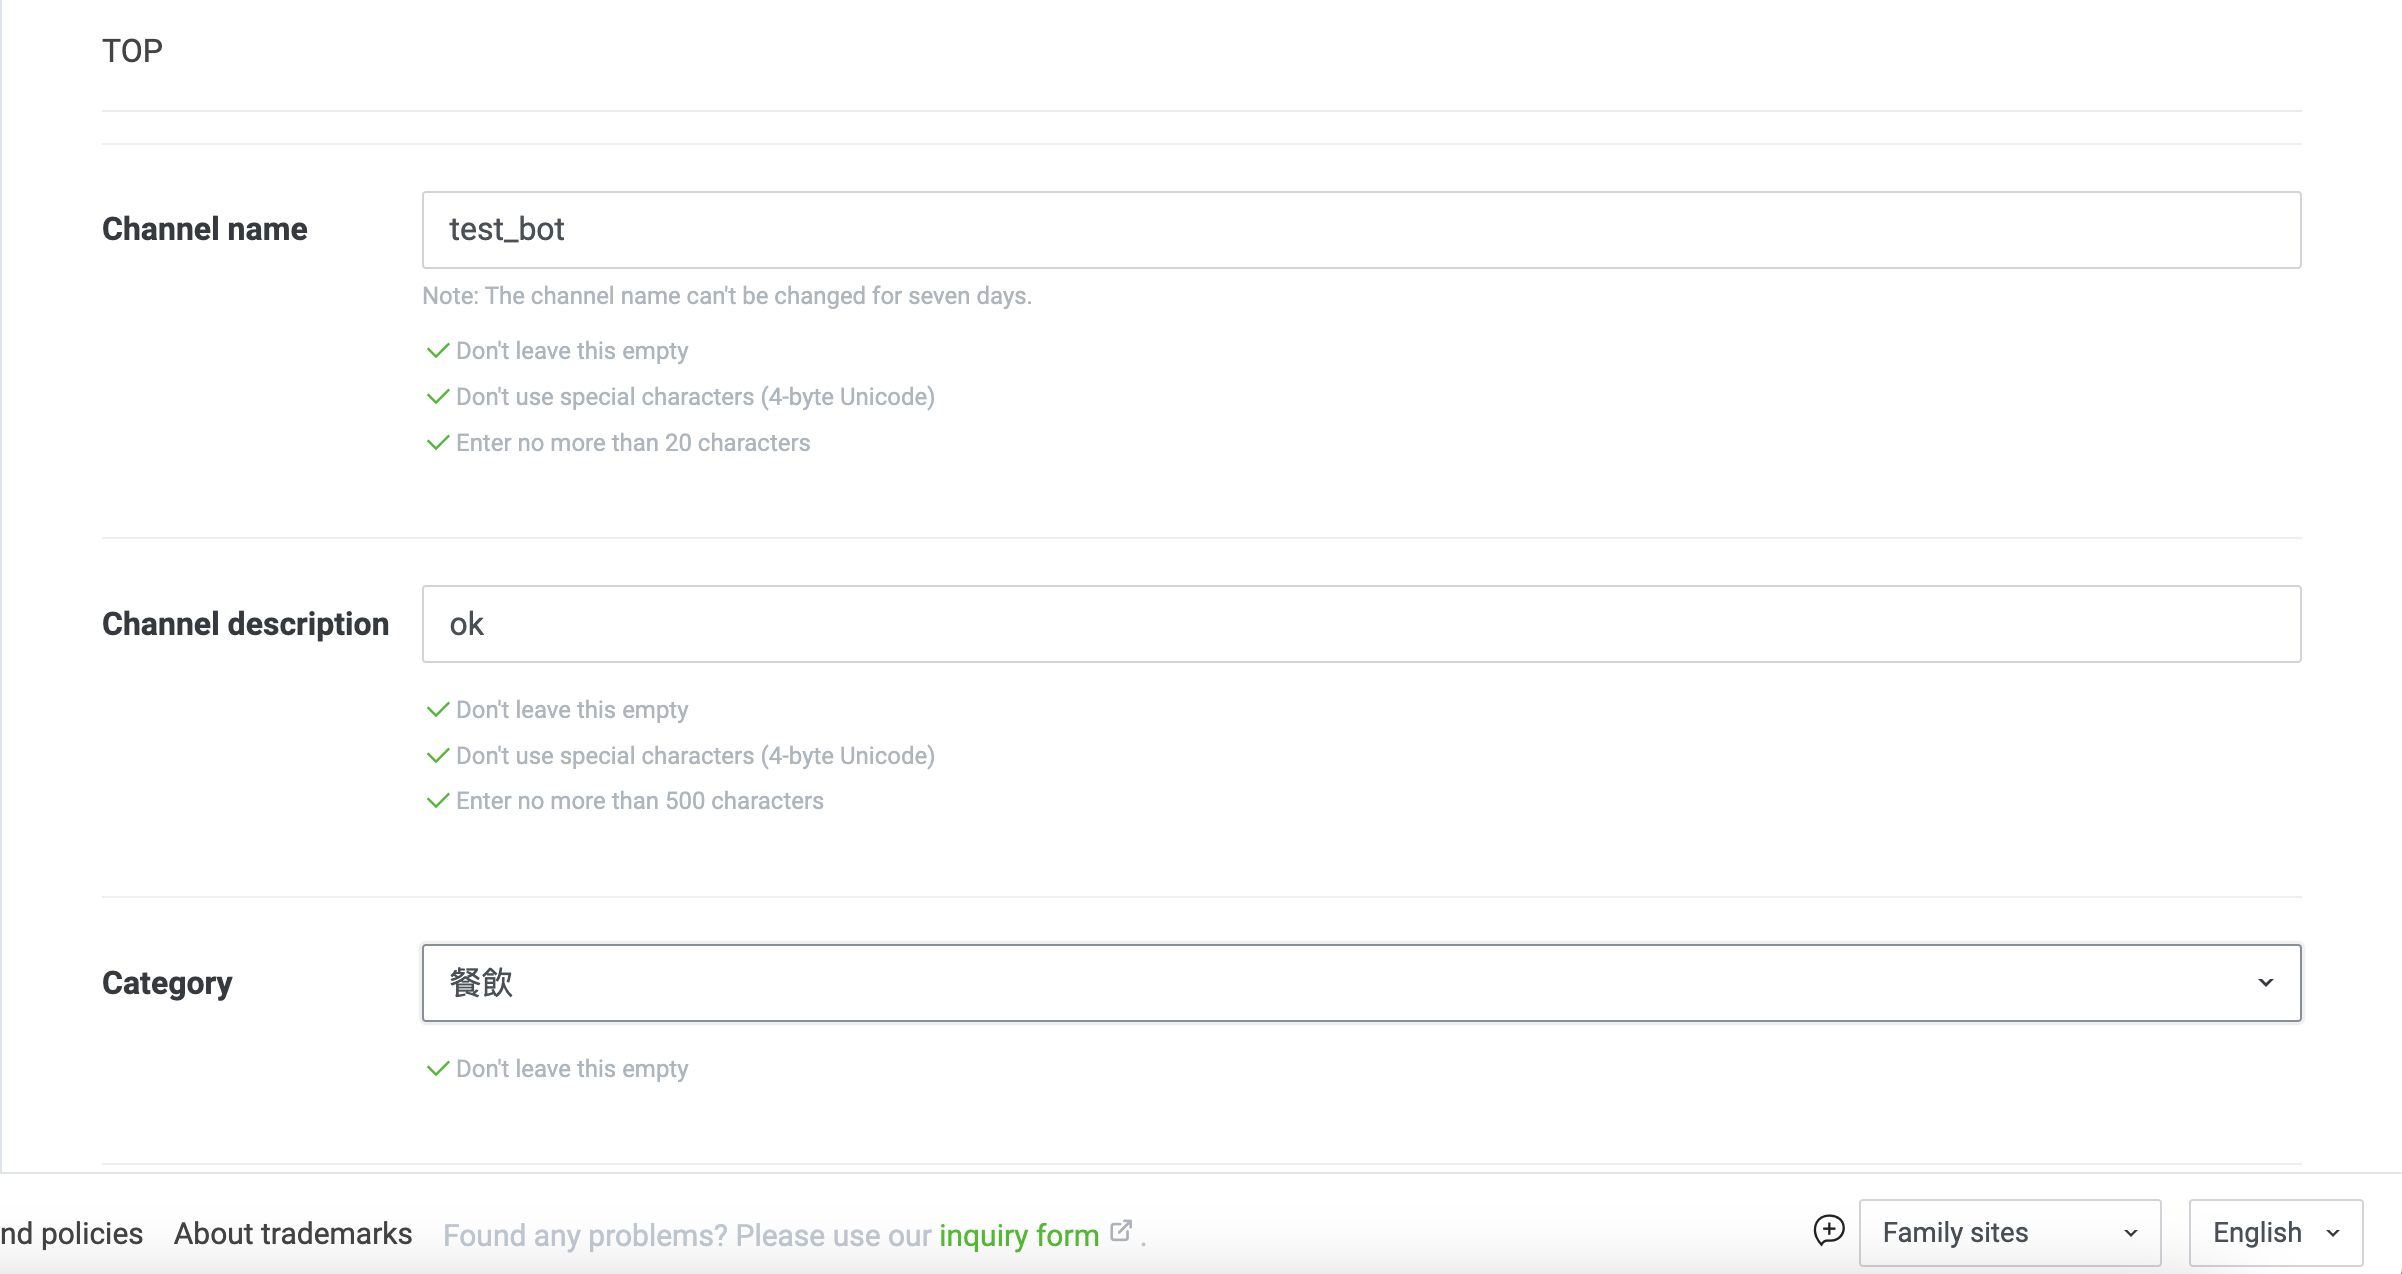 TOP
Channel name
test_bot
Note: The channel name can't be changed for seven days.
Don't leave this empty
Don't use special characters (4-byte Unicode)
Enter no more than 20 characters
Channel description
ok
Don't leave this empty
Don't use special characters (4-byte Unicode)
Enter no more than 500 characters
Category
餐飲
Don't leave this empty
nd policies About trademarks Found any problems? Please use our inquiry form . Family sites English